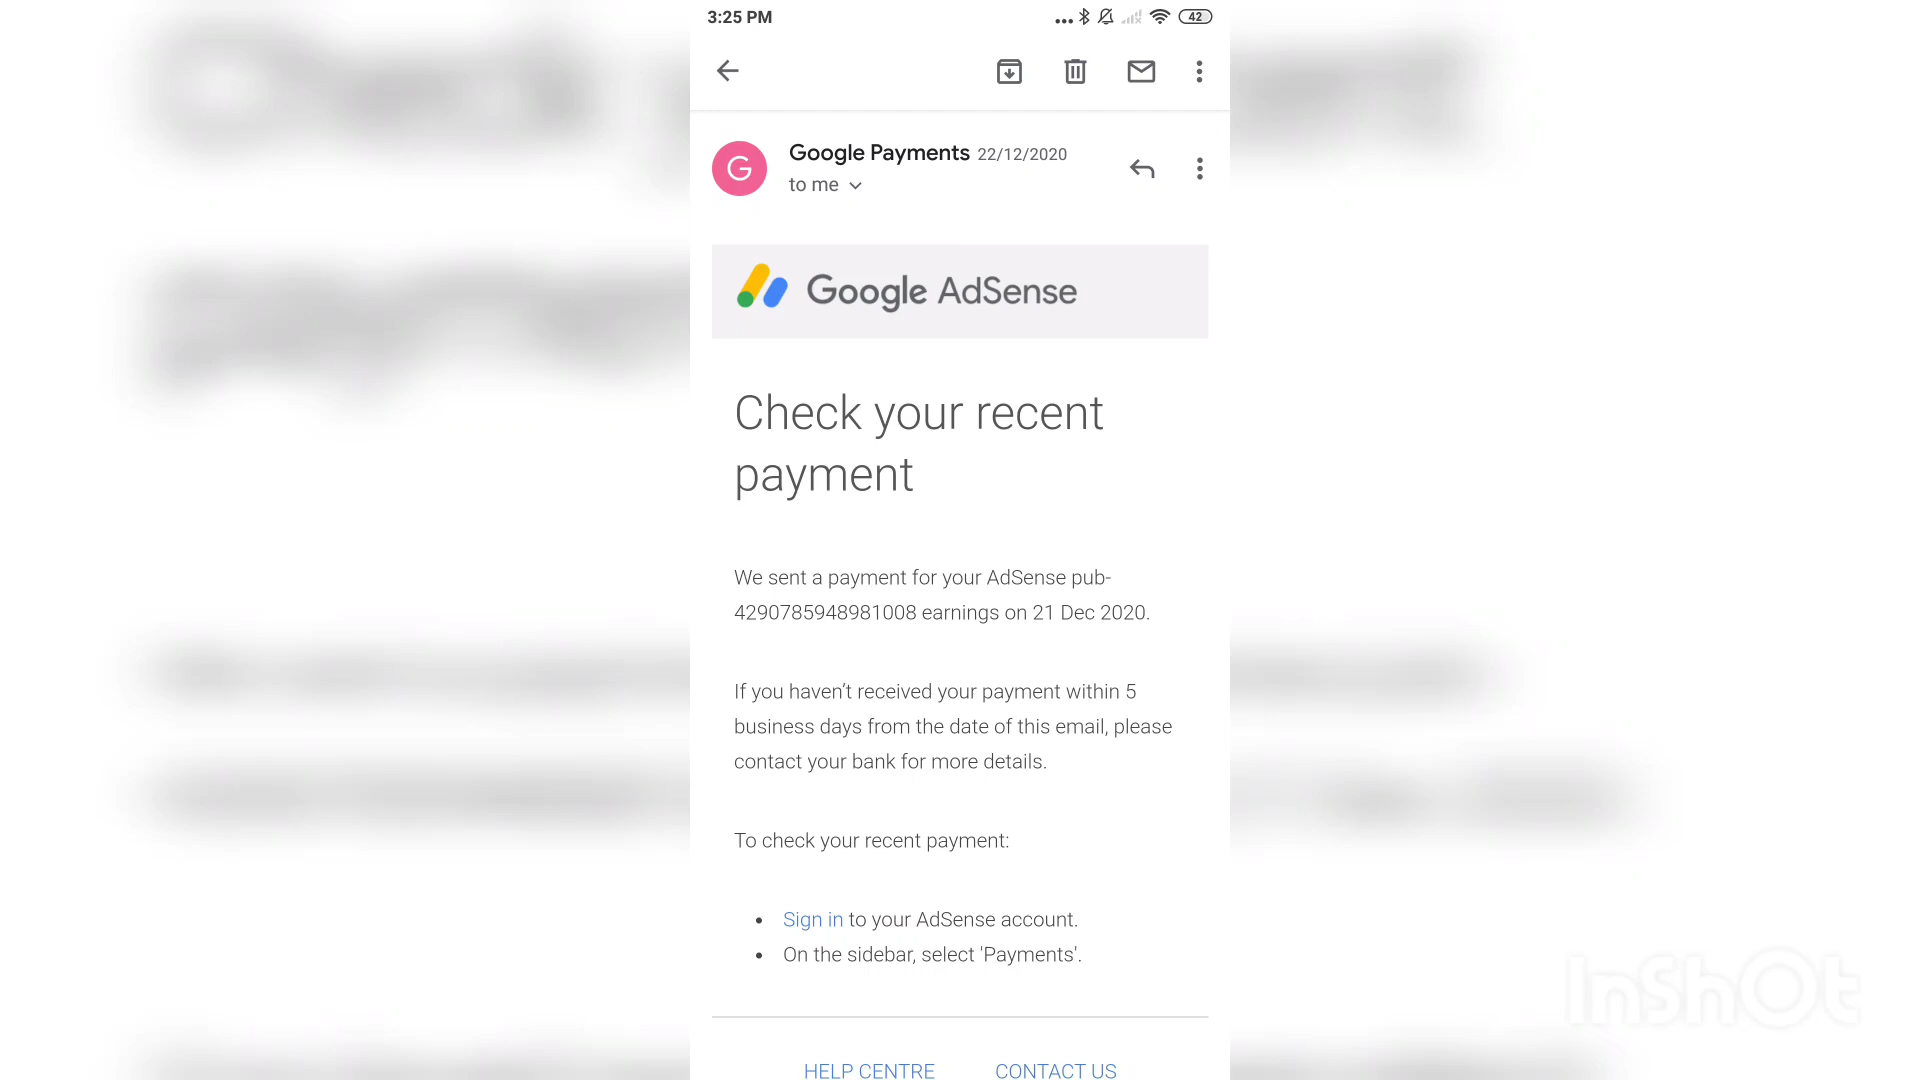 3:25 PM
42
Google Payments 22/12/2020
G
to me
Google AdSense
Check your recent
payment
We sent a payment for your AdSense pub-
4290785948981008 earnings on 21 Dec 2020.
If you haven’t received your payment within 5
business days from the date of this email, please
contact your bank for more details.
To check your recent payment:
• Sign in to your AdSense account.
• On the sidebar, select 'Payments'.
InShOt
HELP CENTRE CONTACT US